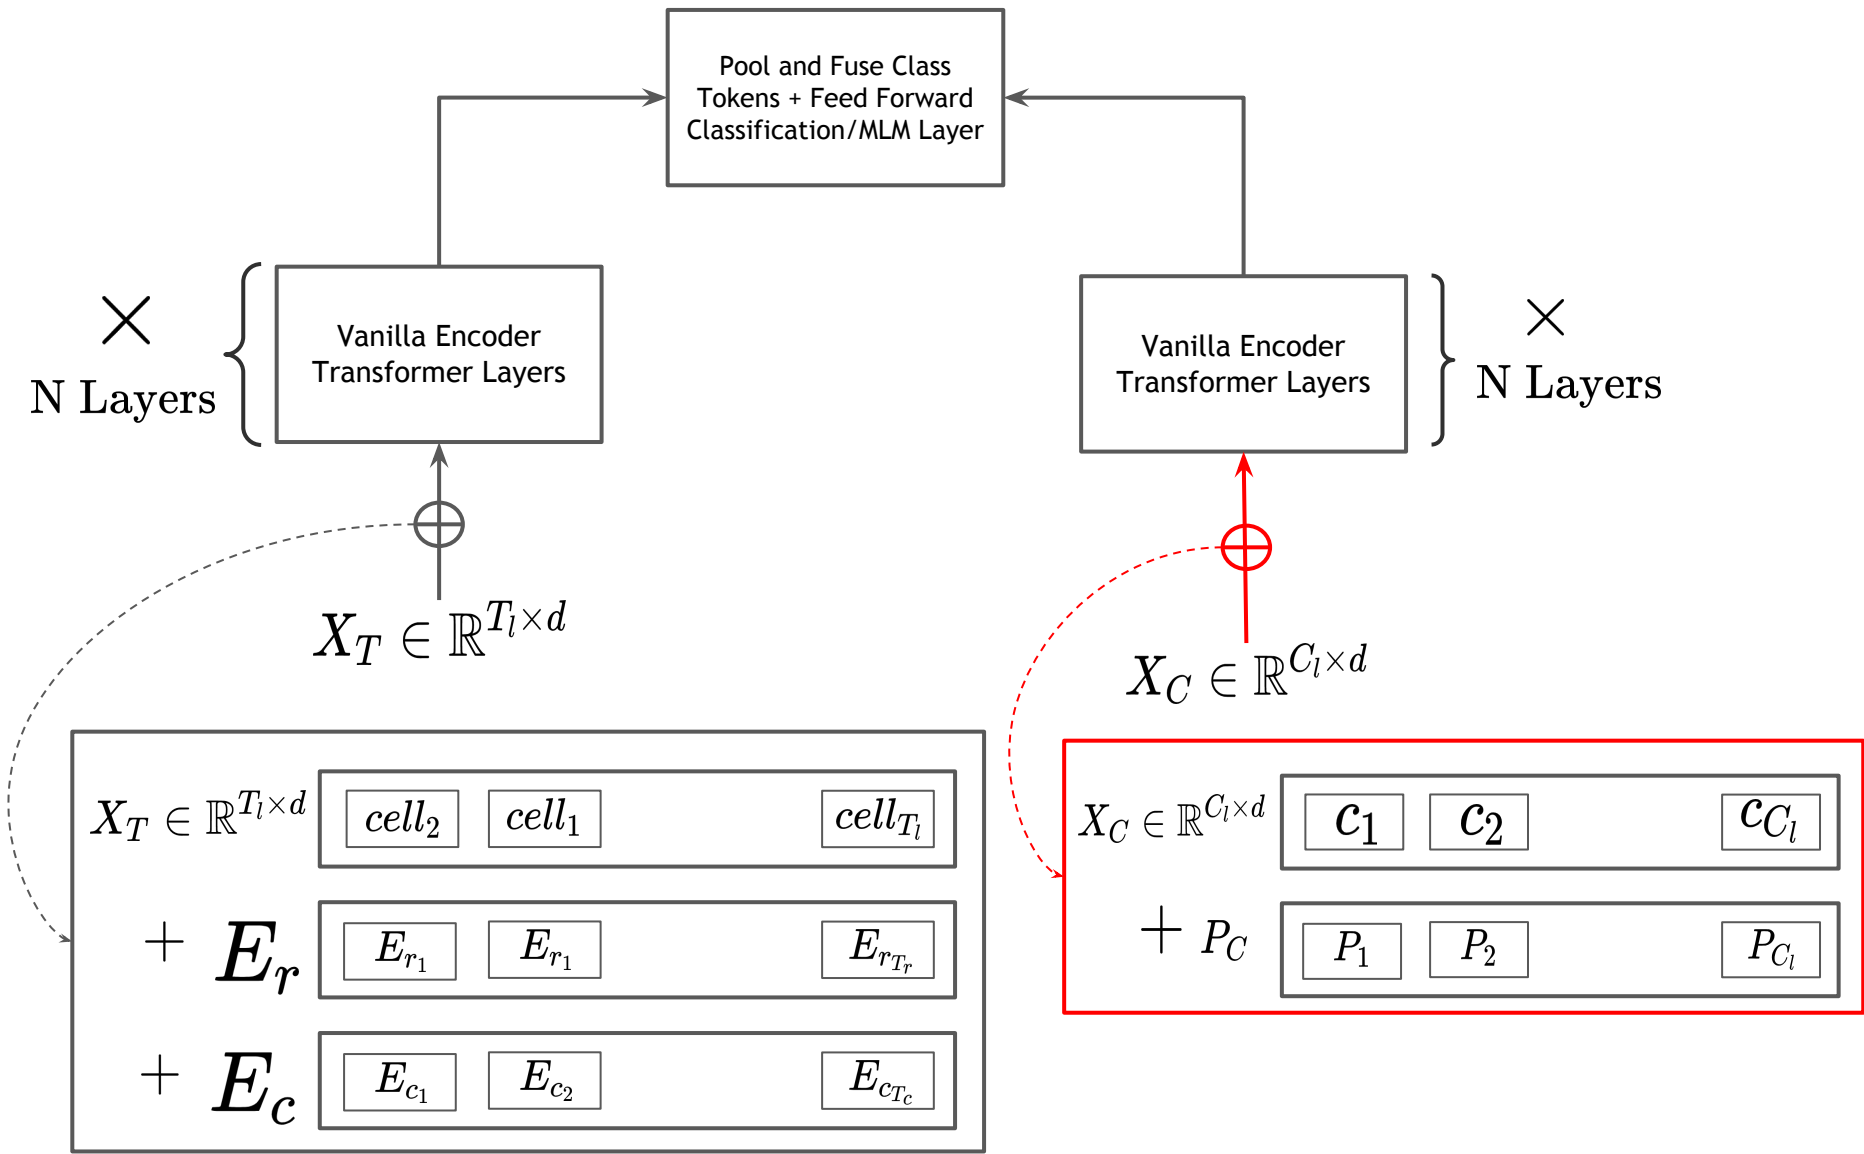 Pool and Fuse Class
Tokens + Feed Forward
Classification/MLM Layer
×
N Layers
Vanilla Encoder
Transformer Layers
Vanilla Encoder
Transformer Layers
×
N Layers
X_T ∈ ℝ^{T_l×d}
X_C ∈ ℝ^{C_l×d}
X_T ∈ ℝ^{T_l×d} cell_2 cell_1 cell_{T_l}
+ E_r E_{r_1} E_{r_1} E_{r_{T_r}}
+ E_c E_{c_1} E_{c_2} E_{c_{T_c}}
X_C ∈ ℝ^{C_l×d} c_1 c_2 c_{C_l}
+ P_C P_1 P_2 P_{C_l}